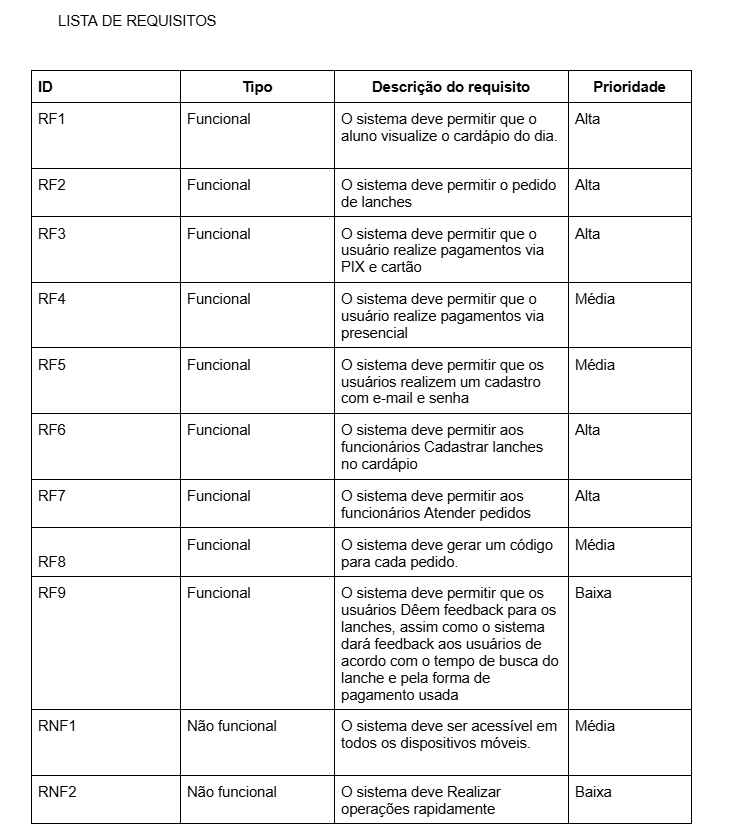 LISTA DE REQUISITOS
ID Tipo Descrição do requisito Prioridade
RF1 Funcional O sistema deve permitir que o Alta
aluno visualize o cardápio do dia.
RF2 Funcional O sistema deve permitir o pedido Alta
de lanches
RF3 Funcional O sistema deve permitir que o Alta
usuário realize pagamentos via
PIX e cartão
RF4 Funcional O sistema deve permitir que o Média
usuário realize pagamentos via
presencial
RF5 Funcional O sistema deve permitir que os Média
usuários realizem um cadastro
com e-mail e senha
RF6 Funcional O sistema deve permitir aos Alta
funcionários Cadastrar lanches
no cardápio
RF7 Funcional O sistema deve permitir aos Alta
funcionários Atender pedidos
Funcional O sistema deve gerar um código Média
RF8 para cada pedido.
RF9 Funcional O sistema deve permitir que os Baixa
usuários Dêem feedback para os
lanches, assim como o sistema
dará feedback aos usuários de
acordo com o tempo de busca do
lanche e pela forma de
pagamento usada
RNF1 Não funcional O sistema deve ser acessível em Média
todos os dispositivos móveis.
RNF2 Não funcional O sistema deve Realizar Baixa
operações rapidamente